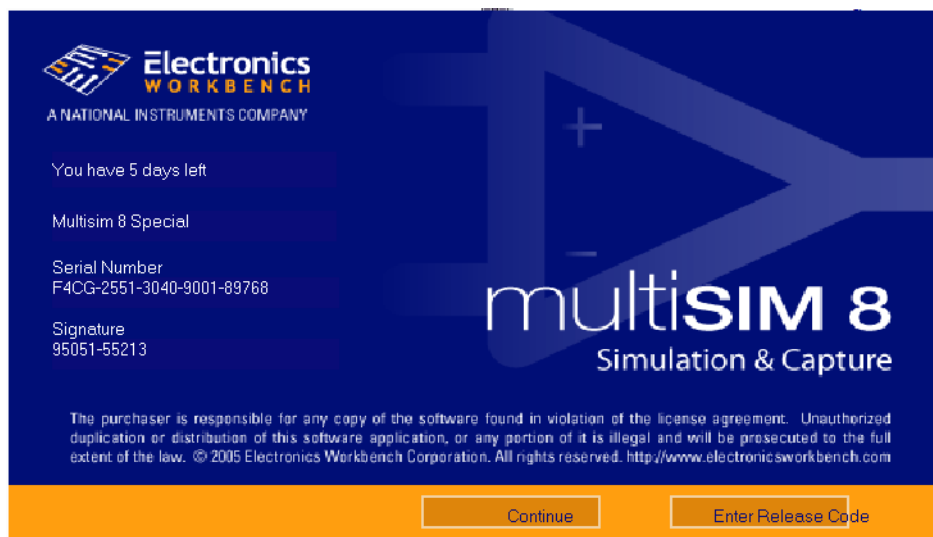 Electronics
WORKBENCH
A NATIONAL INSTRUMENTS COMPANY
You have 5 days left
Multisim 8 Special
Serial Number
F4CG-2551-3040-9001-89768
Signature
95051-55213
multiSIM 8
Simulation & Capture
The purchaser is responsible for any copy of the software found in violation of the license agreement. Unauthorized
duplication or distribution of this software application, or any portion of it is illegal and will be prosecuted to the full
extent of the law. © 2005 Electronics Workbench Corporation. All rights reserved. http://www.electronicsworkbench.com
Continue
Enter Release Code